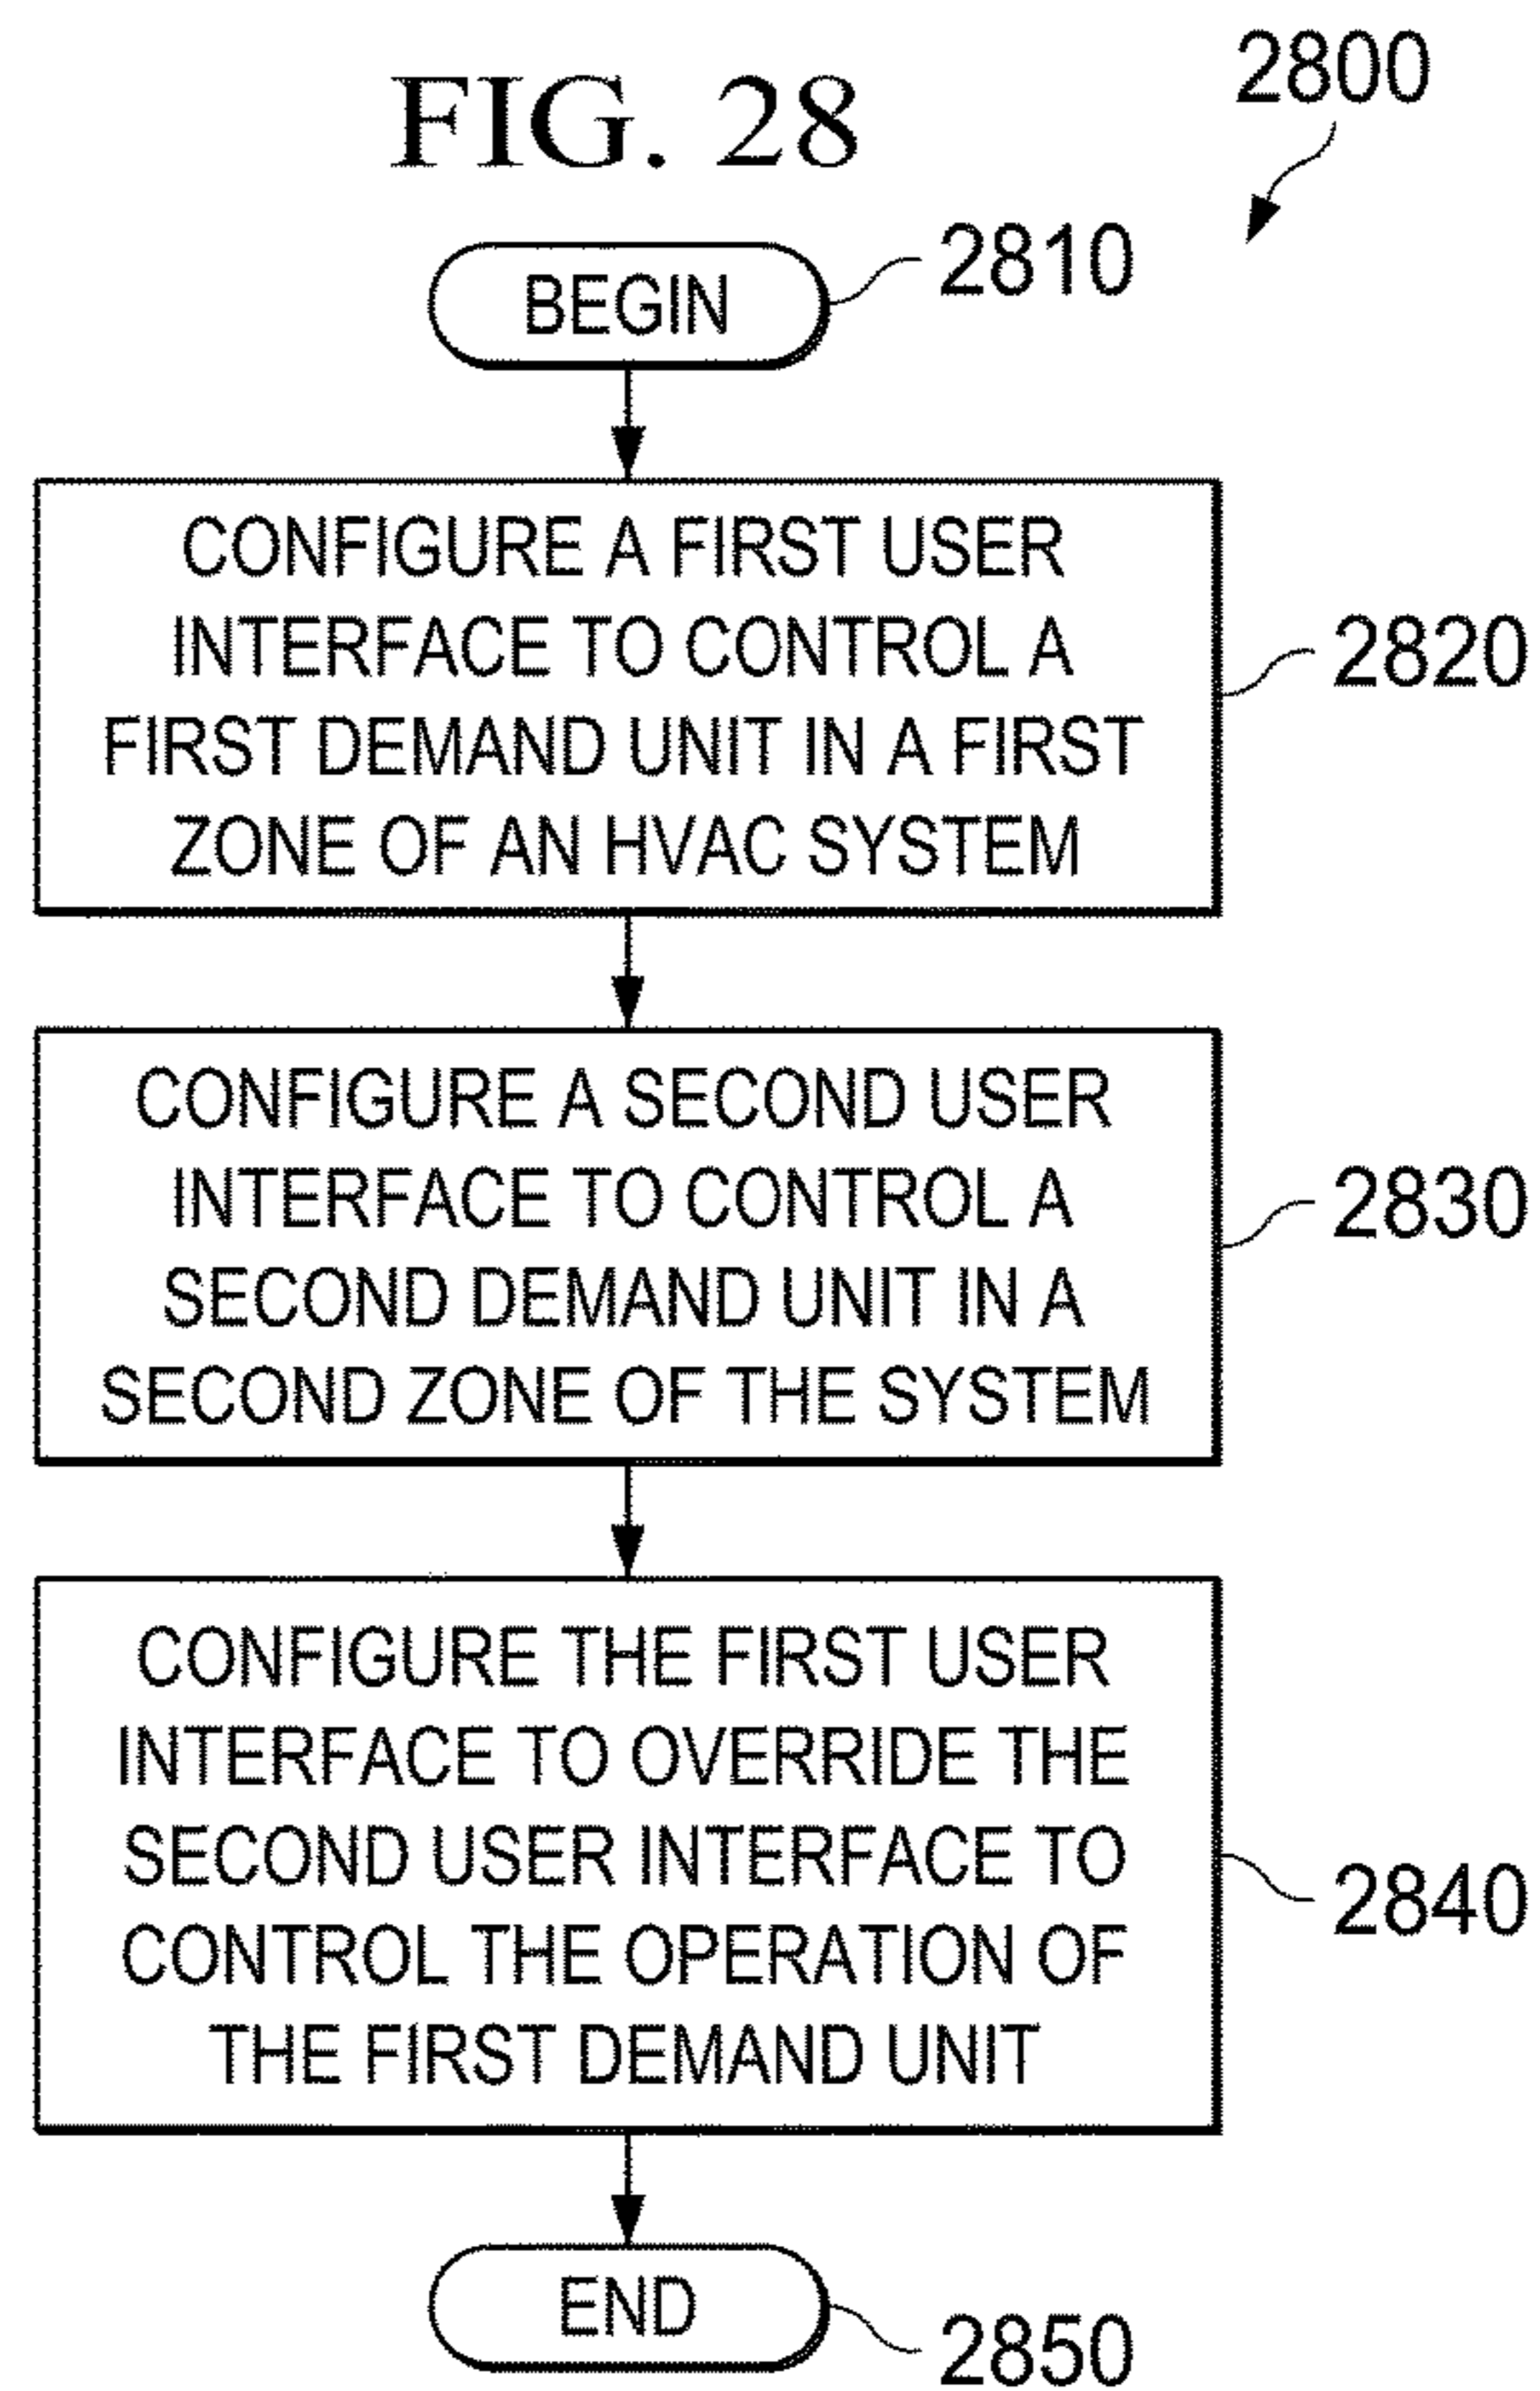 FIG. 28
2800
BEGIN
2810
CONFIGURE A FIRST USER
INTERFACE TO CONTROL A
FIRST DEMAND UNIT IN A FIRST
ZONE OF AN HVAC SYSTEM
2820
CONFIGURE A SECOND USER
INTERFACE TO CONTROL A
SECOND DEMAND UNIT IN A
SECOND ZONE OF THE SYSTEM
2830
CONFIGURE THE FIRST USER
INTERFACE TO OVERRIDE THE
SECOND USER INTERFACE TO
CONTROL THE OPERATION OF
THE FIRST DEMAND UNIT
2840
END
2850